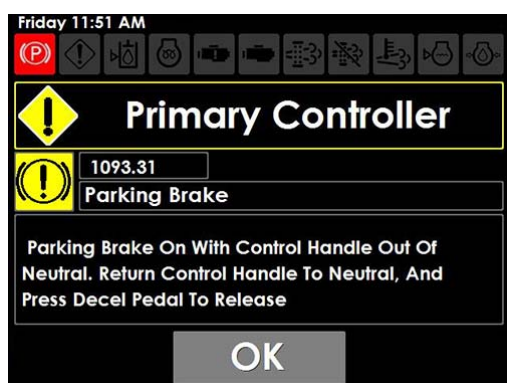 Friday 11:51 AM
(P)
Primary Controller
1093.31
Parking Brake
Parking Brake On With Control Handle Out Of
Neutral. Return Control Handle To Neutral, And
Press Decel Pedal To Release
OK